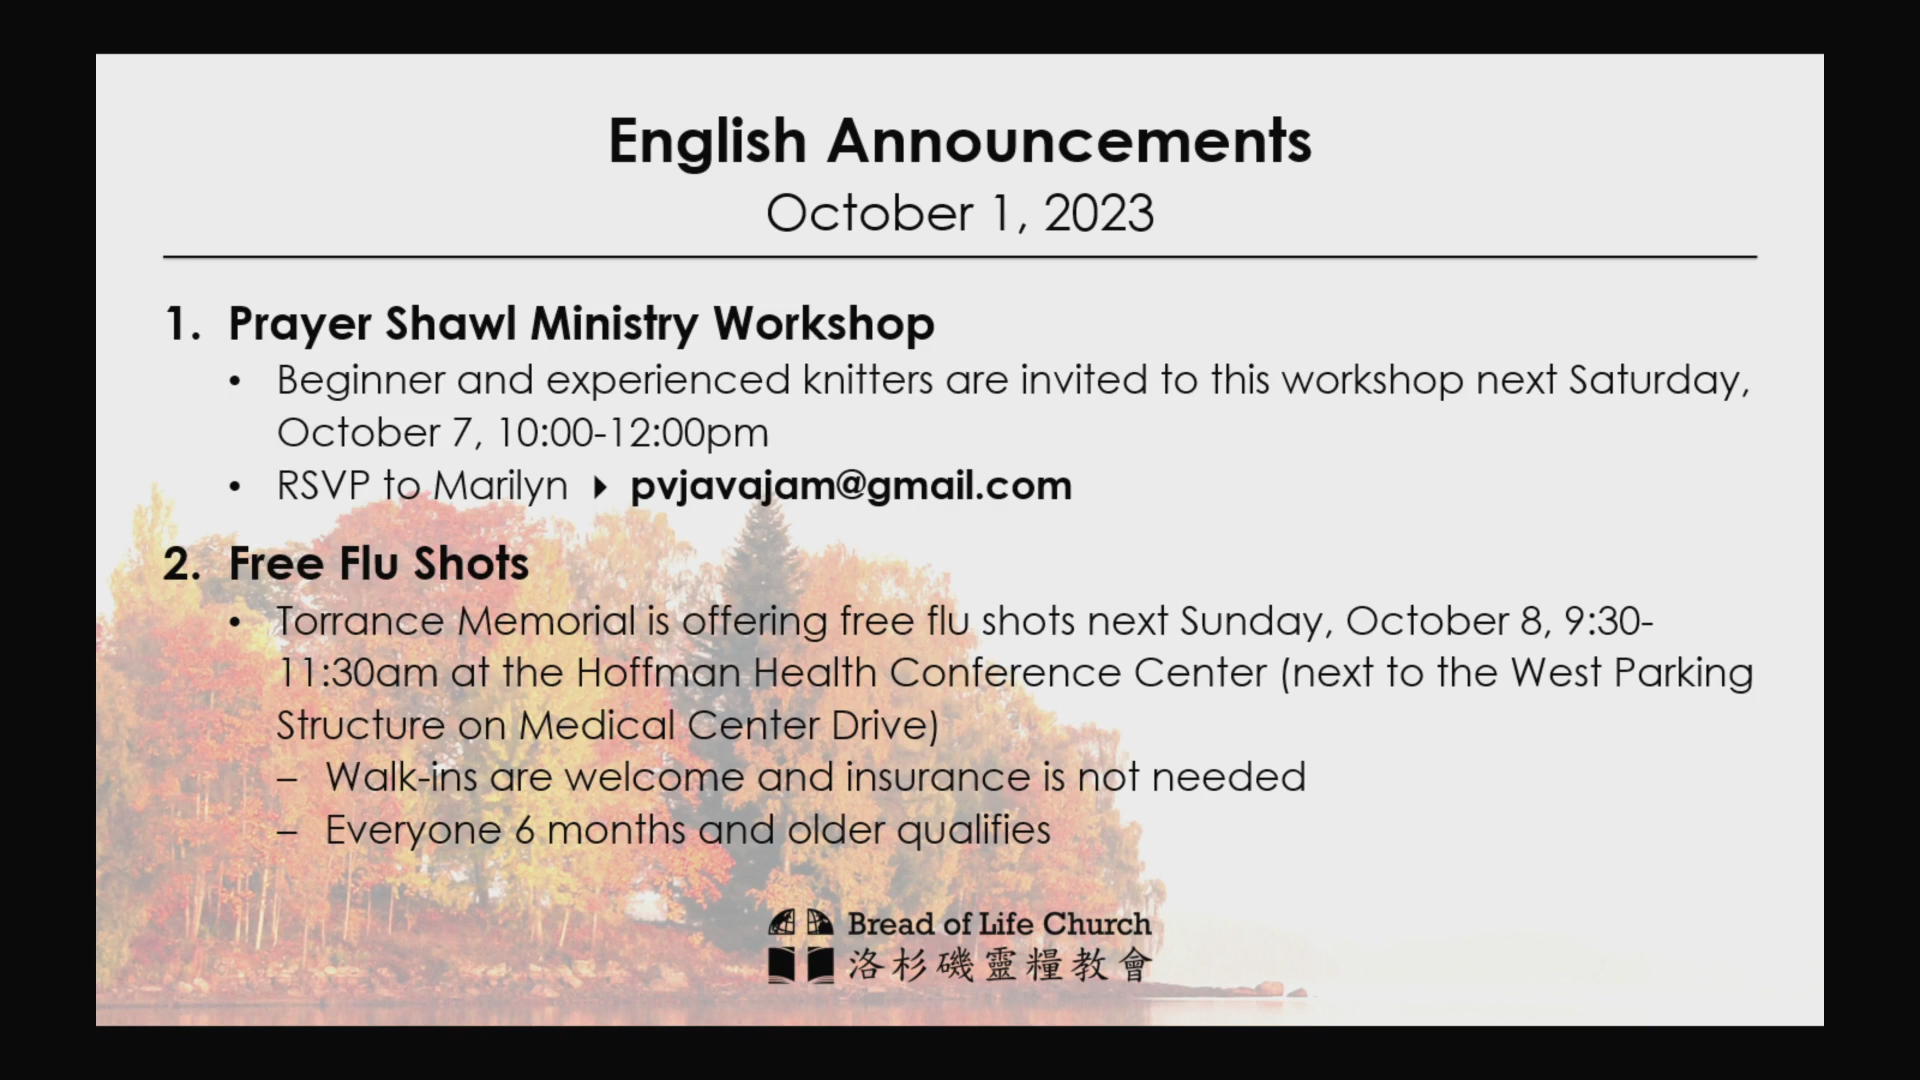 English Announcements
October 1, 2023
1. Prayer Shawl Ministry Workshop
• Beginner and experienced knitters are invited to this workshop next Saturday,
October 7, 10:00-12:00pm
• RSVP to Marilyn ▸ pvjavajam@gmail.com
2. Free Flu Shots
• Torrance Memorial is offering free flu shots next Sunday, October 8, 9:30-
11:30am at the Hoffman Health Conference Center (next to the West Parking
Structure on Medical Center Drive)
– Walk-ins are welcome and insurance is not needed
– Everyone 6 months and older qualifies
Bread of Life Church
洛杉磯靈糧教會